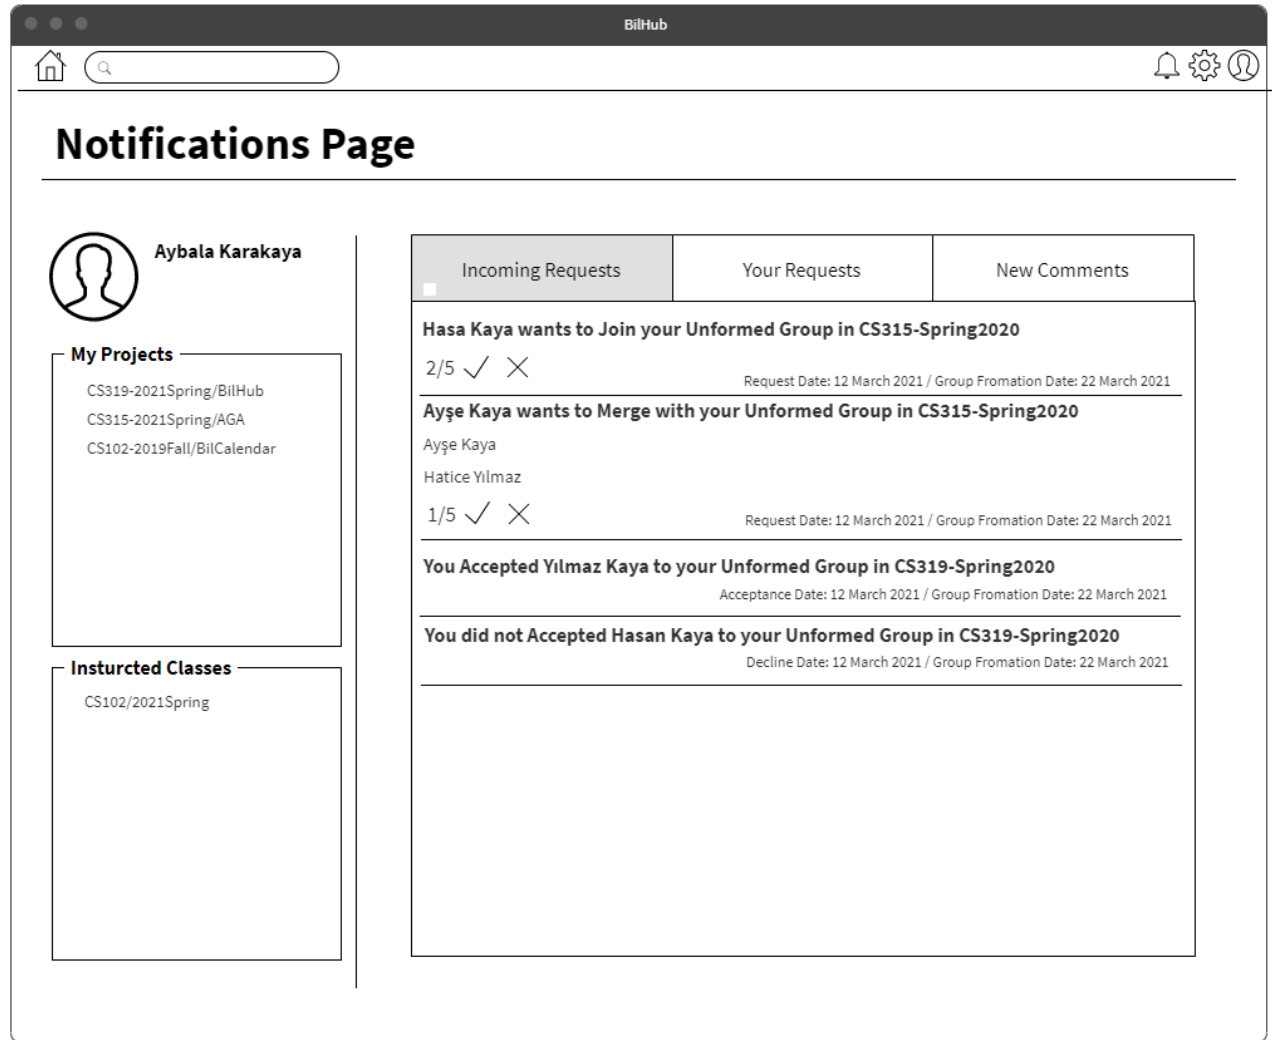 BilHub
Notifications Page
Aybala Karakaya
My Projects
CS319-2021Spring/BilHub
CS315-2021Spring/AGA
CS102-2019Fall/BilCalendar
Insturcted Classes
CS102/2021Spring
Incoming Requests
Your Requests
New Comments
Hasa Kaya wants to Join your Unformed Group in CS315-Spring2020
2/5
Request Date: 12 March 2021 / Group Fromation Date: 22 March 2021
Ayşe Kaya wants to Merge with your Unformed Group in CS315-Spring2020
Ayşe Kaya
Hatice Yılmaz
1/5
Request Date: 12 March 2021 / Group Fromation Date: 22 March 2021
You Accepted Yılmaz Kaya to your Unformed Group in CS319-Spring2020
Acceptance Date: 12 March 2021 / Group Fromation Date: 22 March 2021
You did not Accepted Hasan Kaya to your Unformed Group in CS319-Spring2020
Decline Date: 12 March 2021 / Group Fromation Date: 22 March 2021